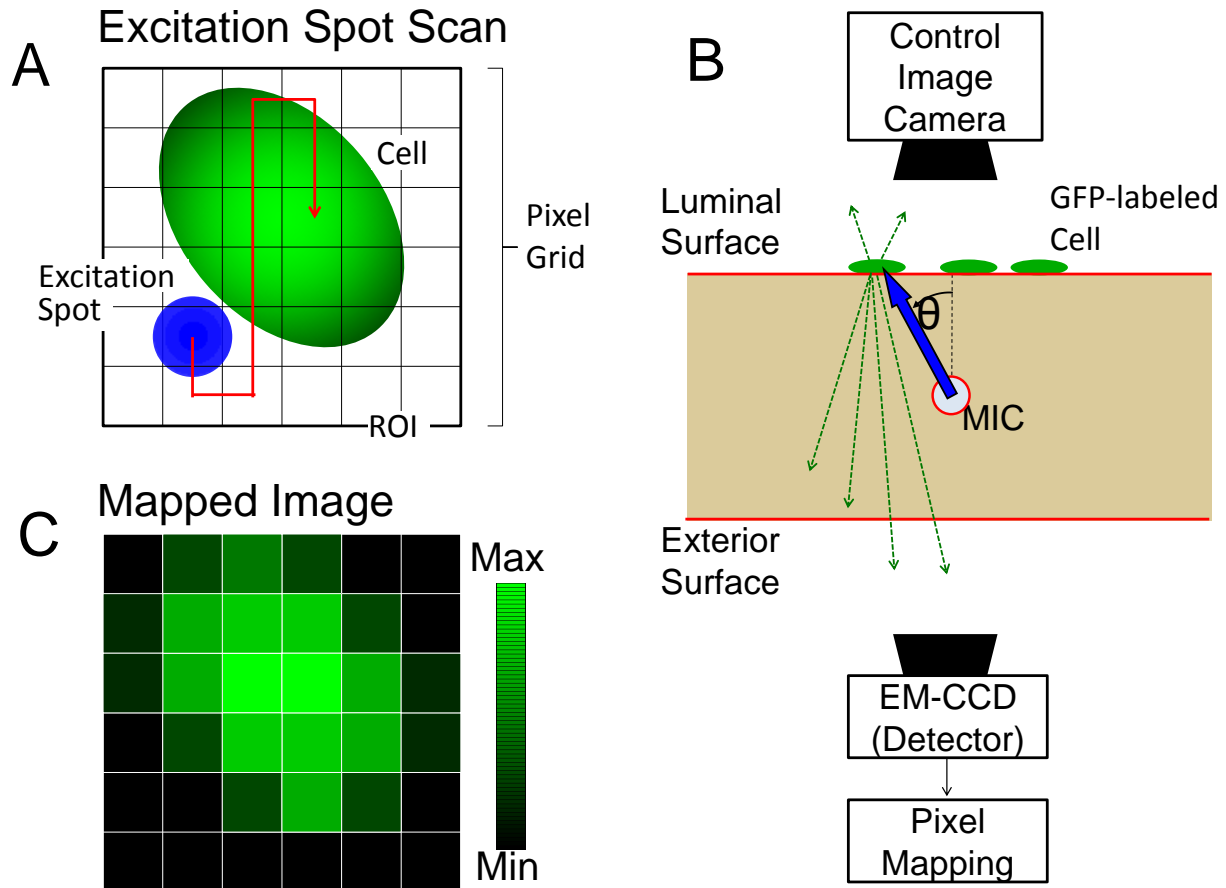 A
Excitation Spot Scan
Cell
Excitation
Spot
Pixel
Grid
ROI
B
Control
Image
Camera
Luminal
Surface
GFP-labeled
Cell
θ
MIC
Exterior
Surface
EM-CCD
(Detector)
Pixel
Mapping
C
Mapped Image
Max
Min